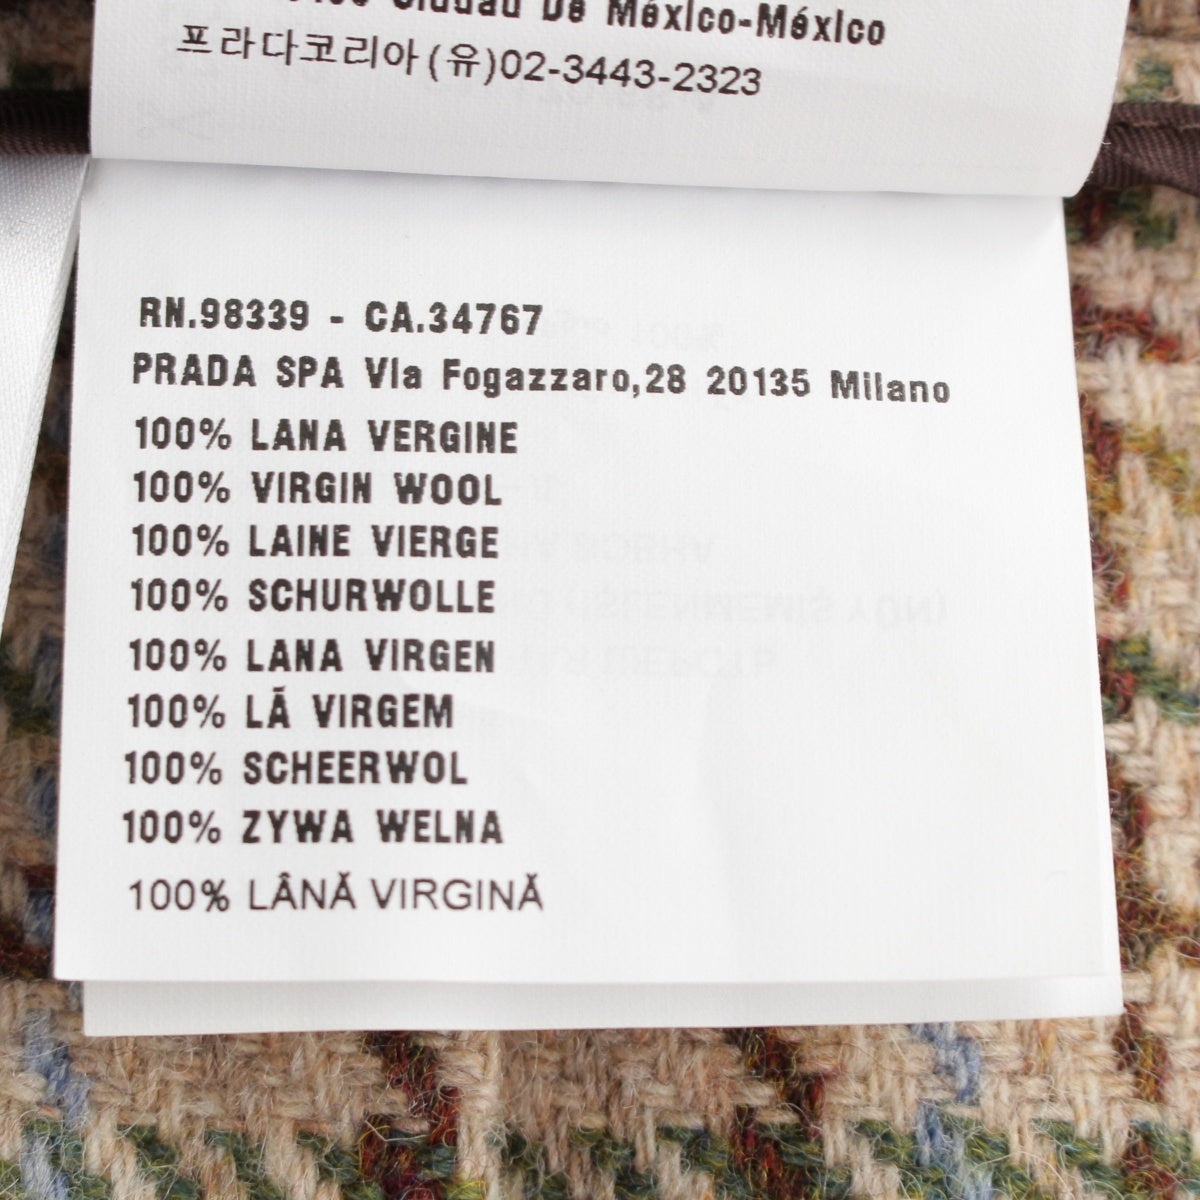 Ciudad De México-México
프라다코리아(유)02-3443-2323
RN.98339 - CA.34767
PRADA SPA Via Fogazzaro,28 20135 Milano
100% LANA VERGINE
100% VIRGIN WOOL
100% LAINE VIERGE
100% SCHURWOLLE
100% LANA VIRGEN
100% LÃ VIRGEM
100% SCHEERWOL
100% ZYWA WELNA
100% LÂNĂ VIRGINĂ